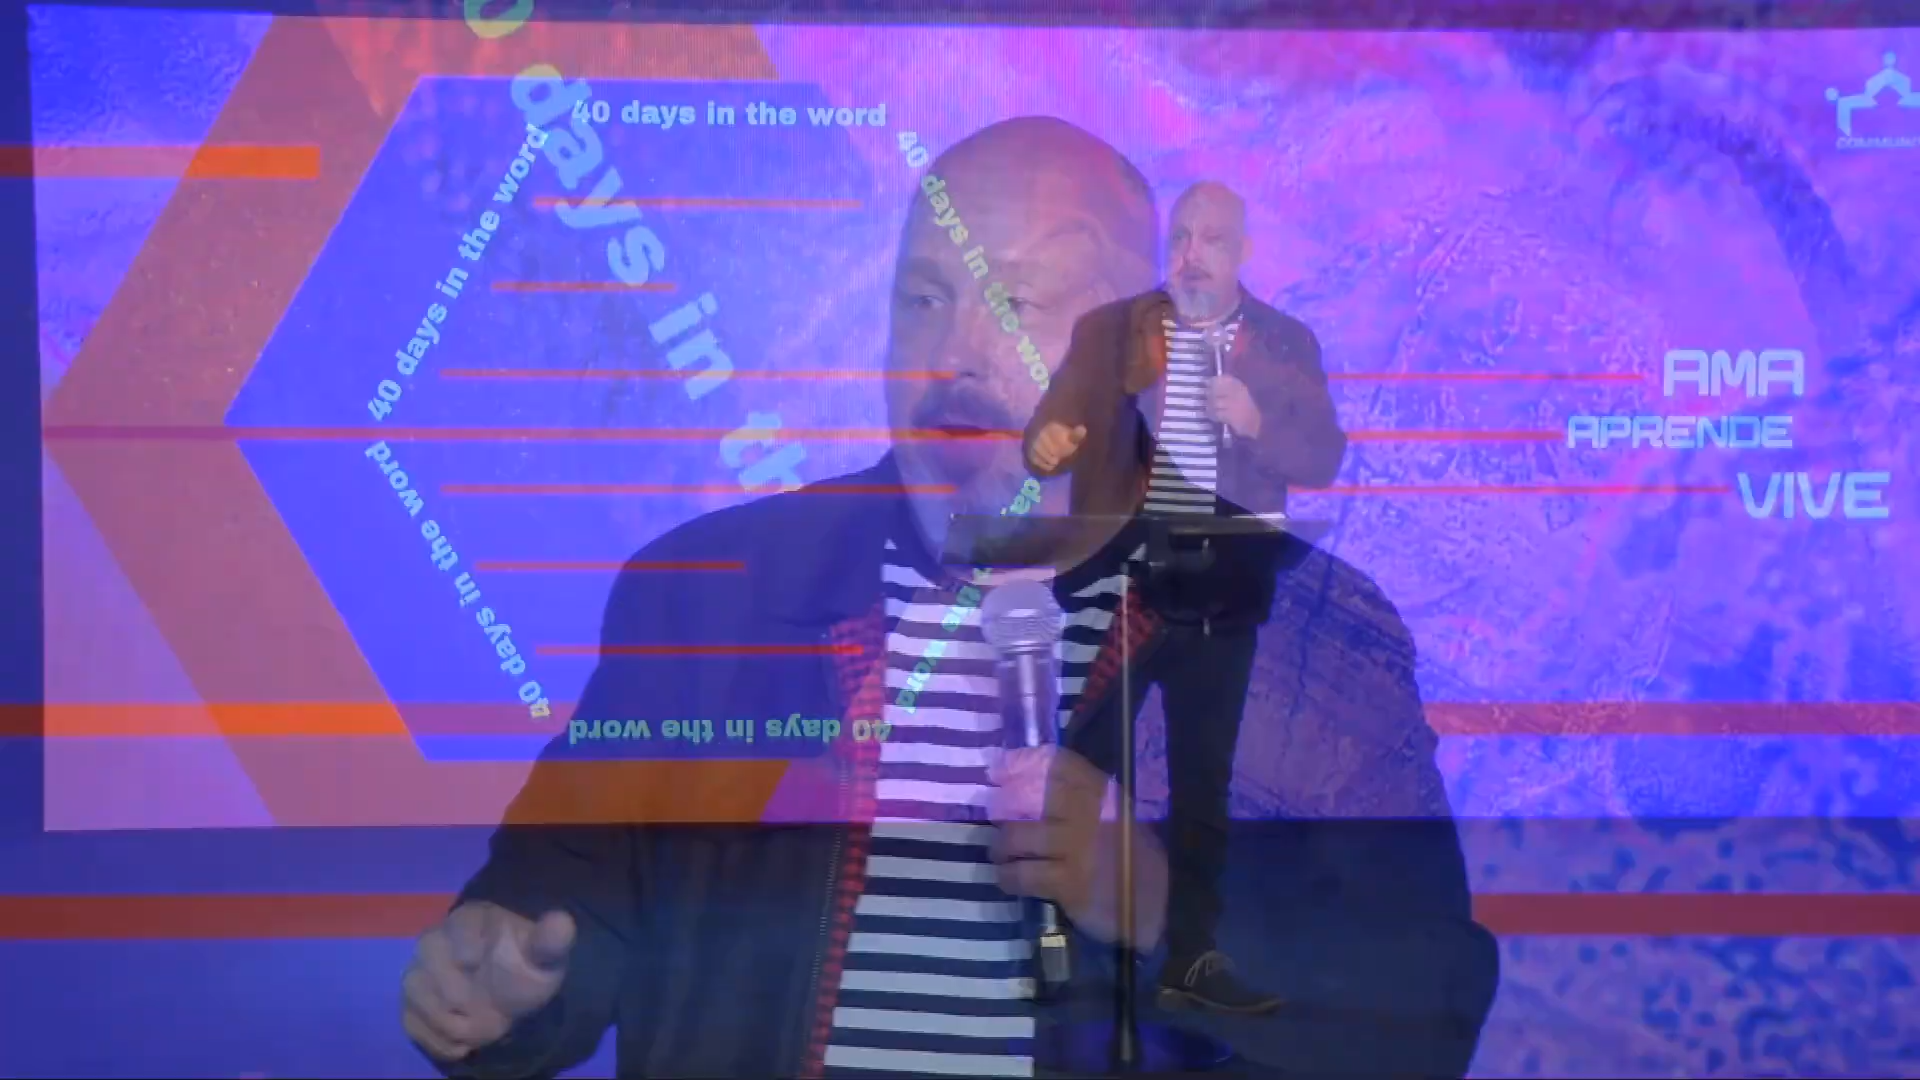 40 days in the word
40 days in the word
days in th
40 days in the
40 days in the word
40 days in the word
AMA
APRENDE
VIVE